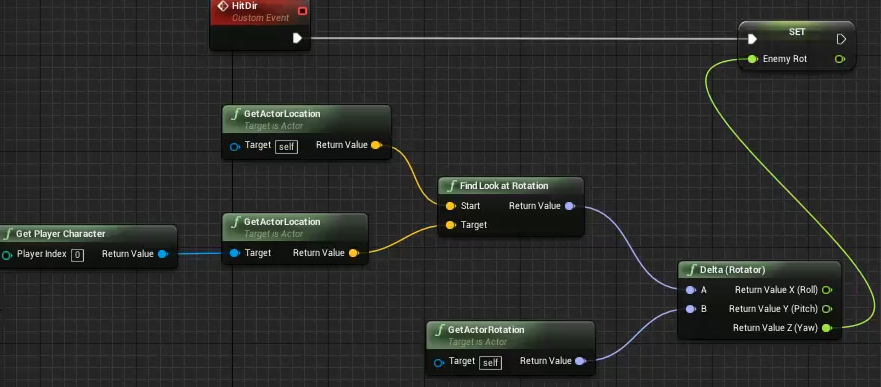 HitDir
Custom Event
SET
Enemy Rot
f GetActorLocation
Target is Actor
Target self Return Value
f Find Look at Rotation
Start Return Value
Target
f GetActorLocation
Target is Actor
Target Return Value
f Get Player Character
Player Index 0 Return Value
f Delta (Rotator)
A Return Value X (Roll)
B Return Value Y (Pitch)
Return Value Z (Yaw)
f GetActorRotation
Target is Actor
Target self Return Value